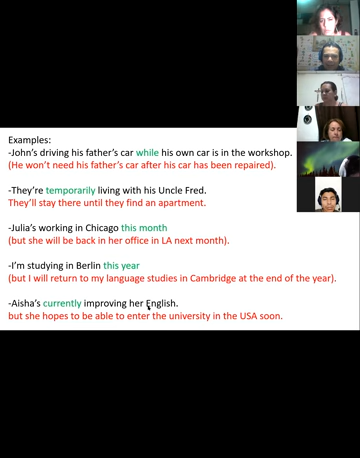 Examples:
-John's driving his father's car while his own car is in the workshop.
(He won't need his father's car after his car has been repaired).
-They're temporarily living with his Uncle Fred.
They'll stay there until they find an apartment.
-Julia's working in Chicago this month
(but she will be back in her office in LA next month).
-I'm studying in Berlin this year
(but I will return to my language studies in Cambridge at the end of the year).
-Aisha's currently improving her English.
but she hopes to be able to enter the university in the USA soon.